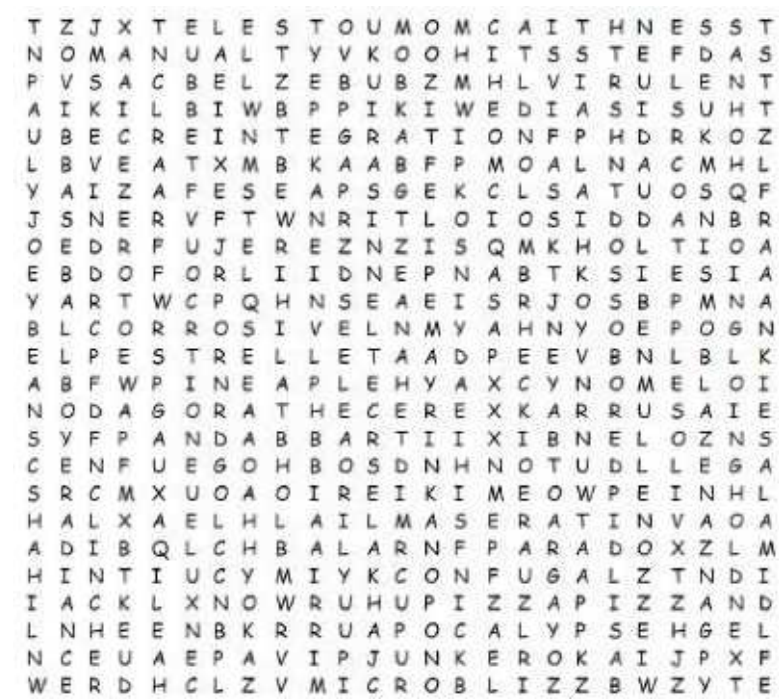 T Z J X T E L E S T O U M O M C A I T H N E S S T
N O M A N U A L T Y V K O O H I T S S T E F D A S
P V S A C B E L Z E B U B Z M H L V I R U L E N T
A I K I L B I W B P P I K I W E D I A S I S U H T
U B E C R E I N T E G R A T I O N F P H D R K O Z
L B V E A T X M B K A A B F P M O A L N A C M H L
Y A I Z A F E S E A P S G E K C L S A T U O S Q F
J S N E R V F T W N R I T L O I O S I D D A N B R
O E D R F U J E R E Z N Z I S Q M K H O L T I O A
E B D O F O R L I I D N E P N A B T K S I E S I A
Y A R T W C P Q H N S E A E I S R J O S B P M N A
B L C O R R O S I V E L N M Y A H N Y O E P O G N
E L P E S T R E L L E T A A D P E E V B N L B L K
A B F W P I N E A P L E H Y A X C Y N O M E L O I
N O D A G O R A T H E C E R E X K A R R U S A I E
S Y F P A N D A B B A R T I I X I B N E L O Z N S
C E N F U E G O H B O S D N H N O T U D L L E G A
S R C M X U O A O I R E I K I M E O W P E I N H L
H A L X A E L H L A I L M A S E R A T I N V A O A
A D I B Q L C H B A L A R N F P A R A D O X Z L M
H I N T I U C Y M I Y K C O N F U G A L Z T N D I
I A C K L X N O W R U H U P I Z Z A P I Z Z A N D
L N H E E N B K R R U A P O C A L Y P S E H G E L
N C E U A E P A V I P J U N K E R O K A I J P X F
W E R D H C L Z V M I C R O B L I Z Z B W Z Y T E